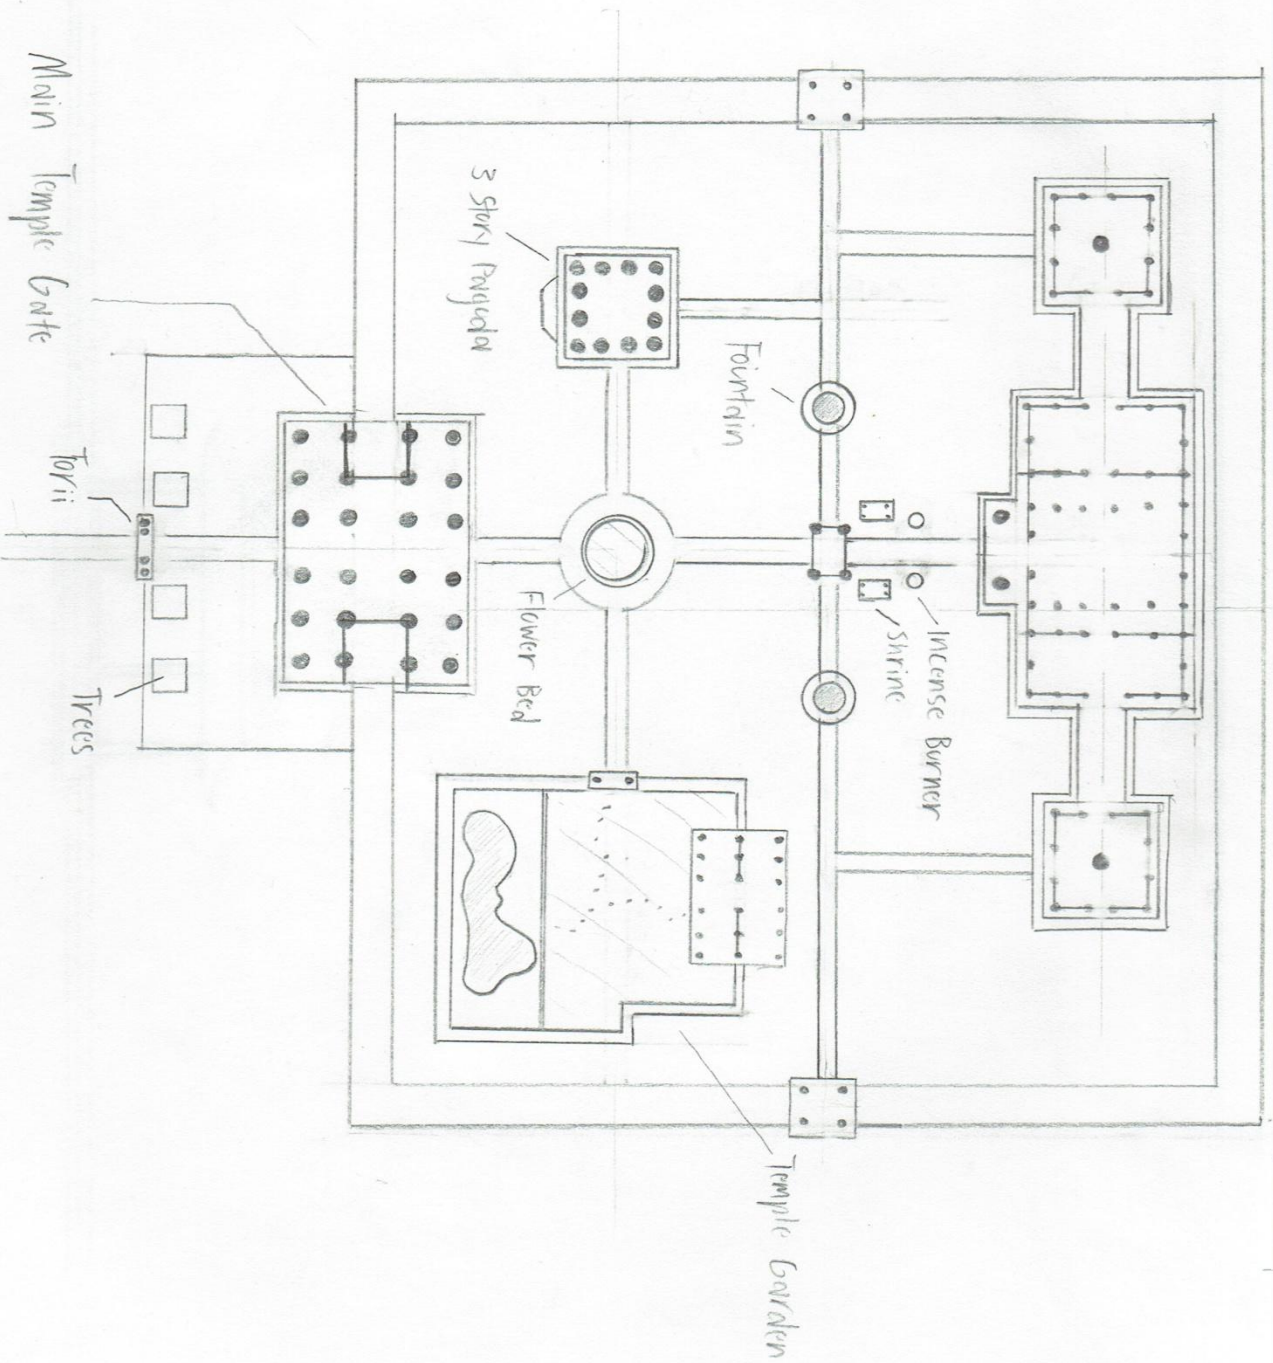 Incense Burner
Shrine
Temple Garden
Fountain
Flower Bed
3 Story Pagoda
Trees
Torii
Main Temple Gate